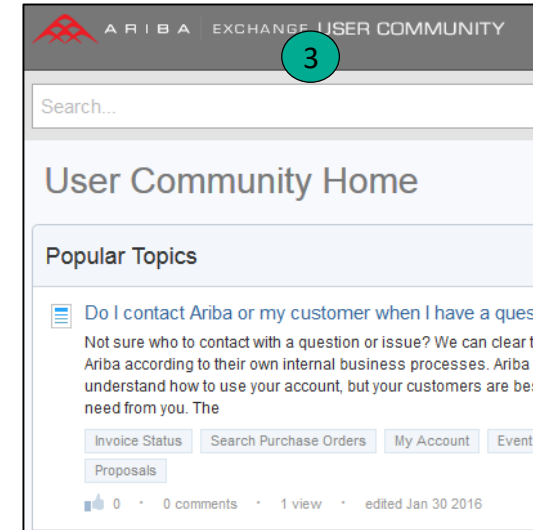 ARIBA EXCHANGE USER COMMUNITY
3
Search...
User Community Home
Popular Topics
Do I contact Ariba or my customer when I have a ques
Not sure who to contact with a question or issue? We can clear t
Ariba according to their own internal business processes. Ariba
understand how to use your account, but your customers are bes
need from you. The
Invoice Status Search Purchase Orders My Account Event
Proposals
0 · 0 comments · 1 view · edited Jan 30 2016